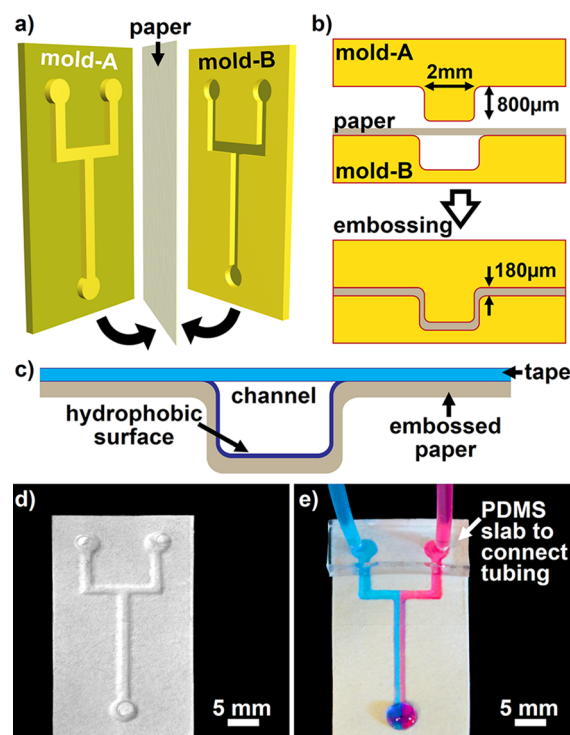 a)
paper
mold-A
mold-B
b)
mold-A
2mm
800µm
paper
mold-B
embossing
180µm
c)
tape
channel
hydrophobic
surface
embossed
paper
d)
5 mm
e)
PDMS
slab to
connect
tubing
5 mm